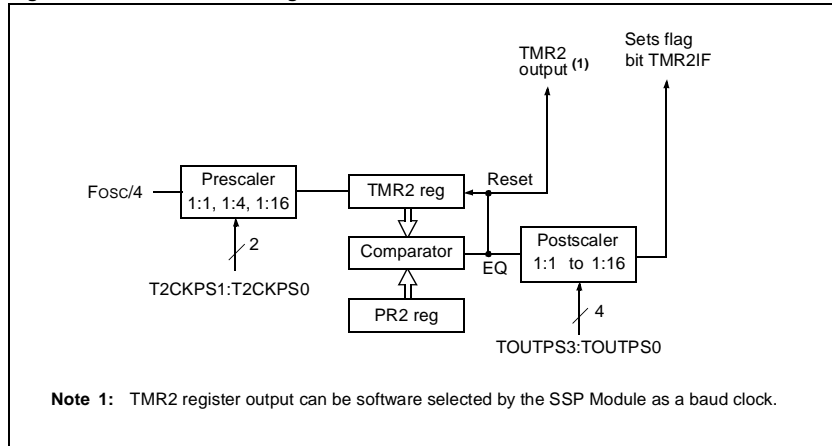 TMR2
output (1)
Sets flag
bit TMR2IF
Reset
Fosc/4
Prescaler
1:1, 1:4, 1:16
TMR2 reg
2
Comparator
EQ
Postscaler
1:1 to 1:16
T2CKPS1:T2CKPS0
PR2 reg
4
TOUTPS3:TOUTPS0
Note 1: TMR2 register output can be software selected by the SSP Module as a baud clock.